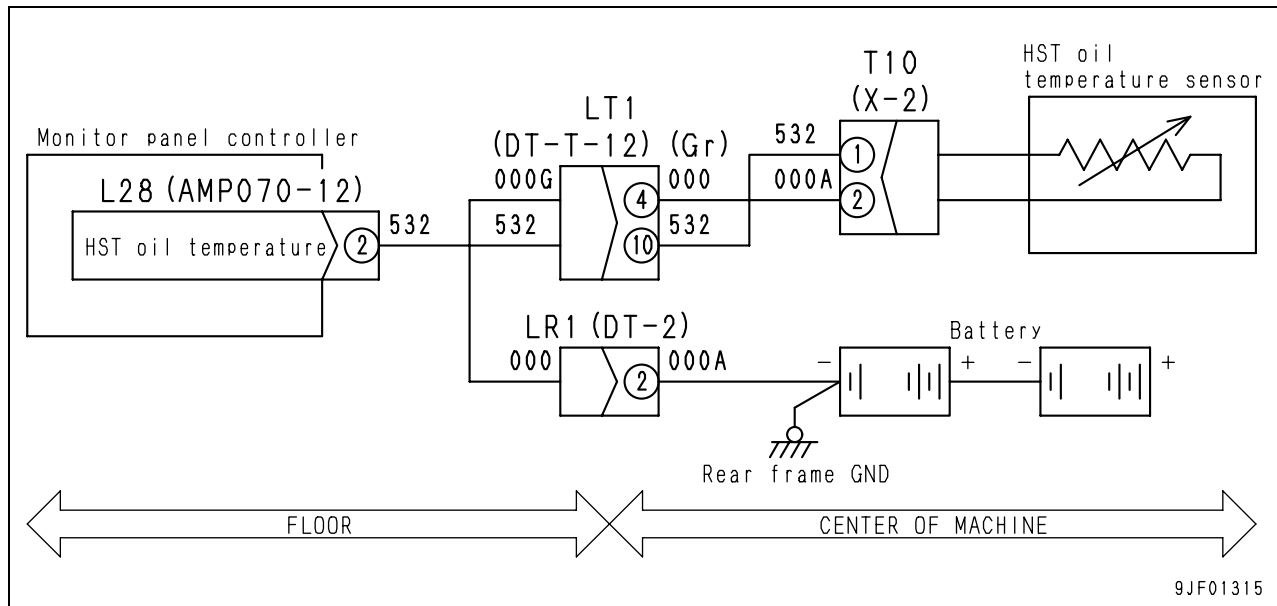 HST oil
temperature sensor
T10
(X-2)
LT1
(DT-T-12) (Gr)
Monitor panel controller
L28 (AMP070-12)
HST oil temperature
2
532
000G
532
4
10
000
532
532
000A
1
2
LR1 (DT-2)
000
2
000A
Battery
- + - +
Rear frame GND
FLOOR
CENTER OF MACHINE
9JF01315